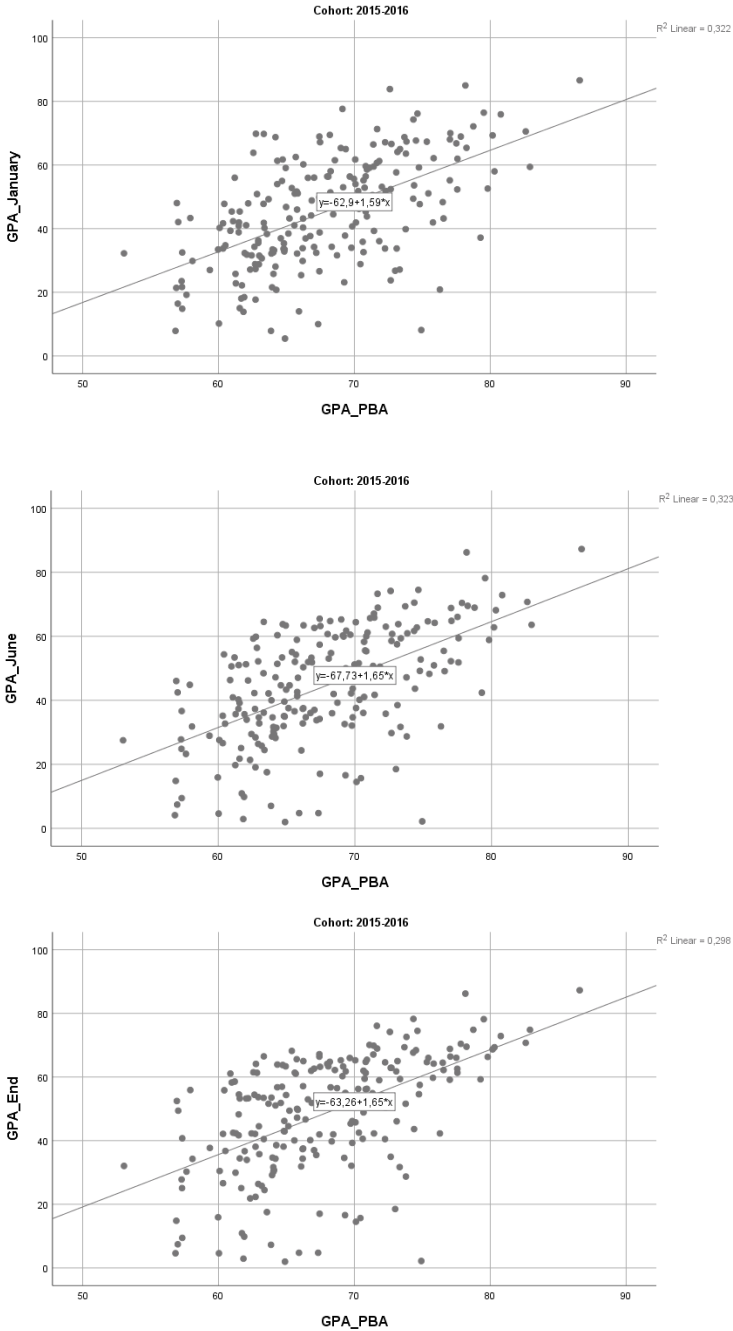 Cohort: 2015-2016
R² Linear = 0,322
100
80
60
40
20
0
GPA_January
y=-62,9+1,59*x
50 60 70 80 90
GPA_PBA
Cohort: 2015-2016
R² Linear = 0,323
100
80
60
40
20
0
GPA_June
y=-67,73+1,65*x
50 60 70 80 90
GPA_PBA
Cohort: 2015-2016
R² Linear = 0,298
100
80
60
40
20
0
GPA_End
y=-63,26+1,65*x
50 60 70 80 90
GPA_PBA